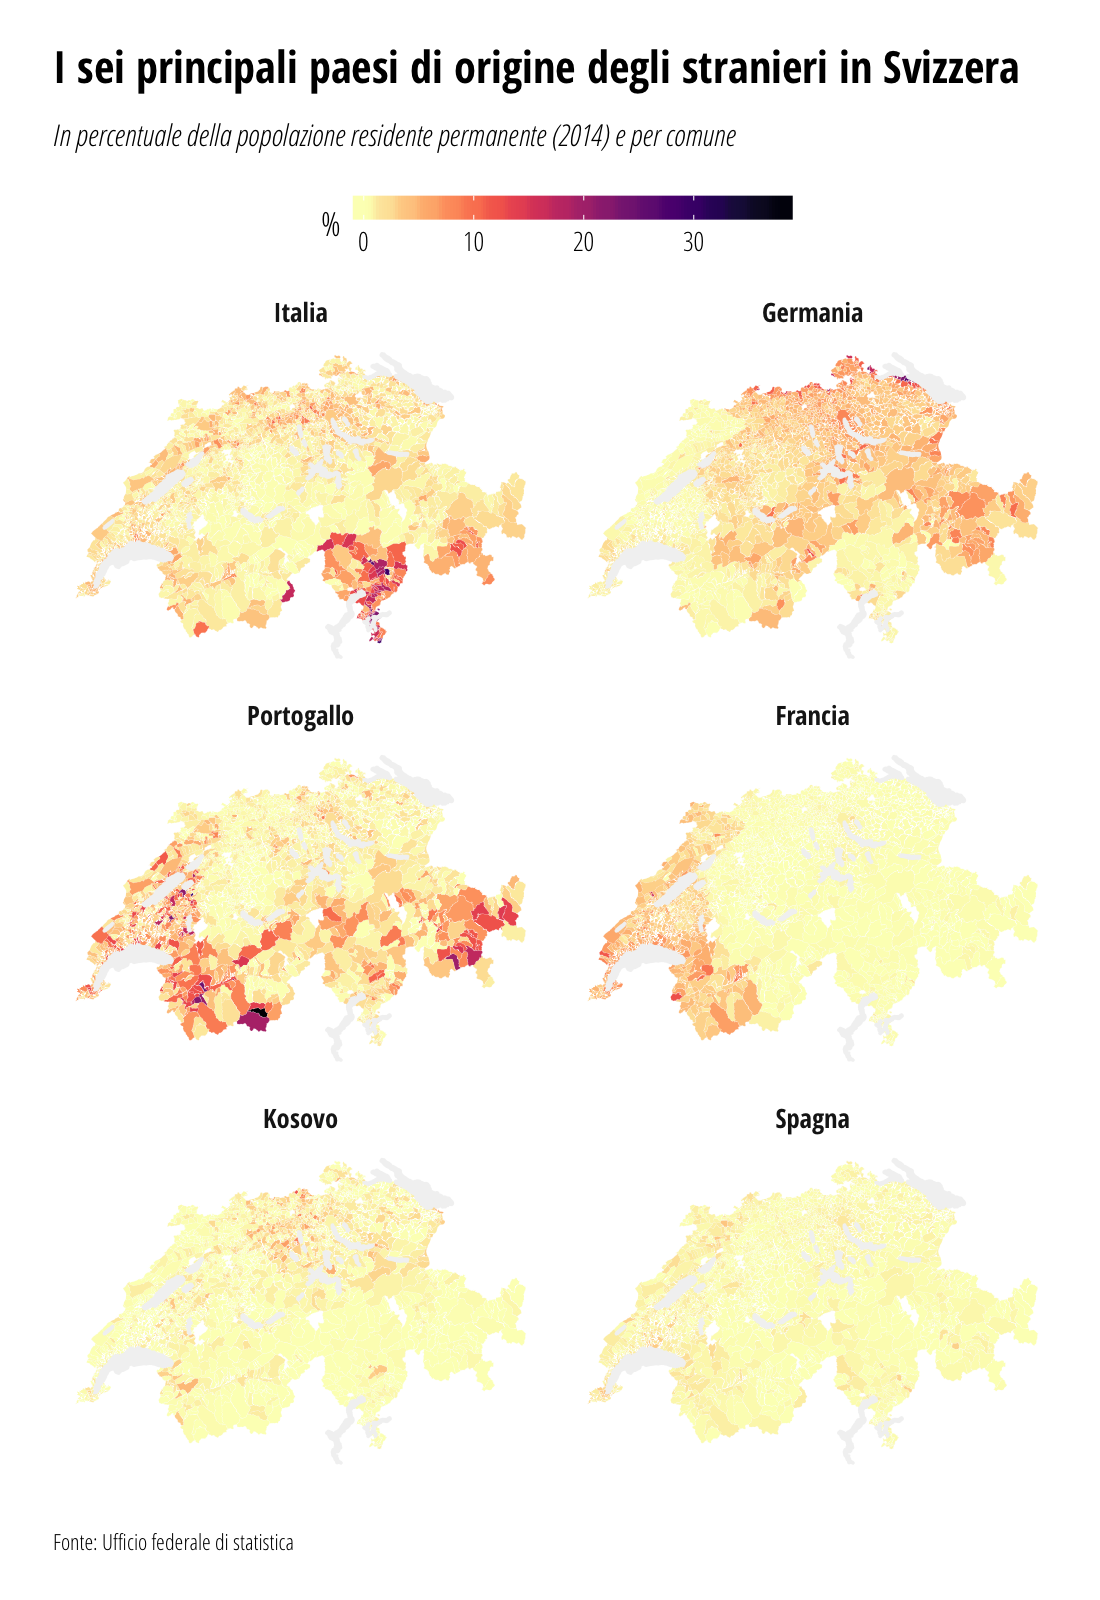 I sei principali paesi di origine degli stranieri in Svizzera
In percentuale della popolazione residente permanente (2014) e per comune
%
0 10 20 30
Italia Germania
Portogallo Francia
Kosovo Spagna
Fonte: Ufficio federale di statistica